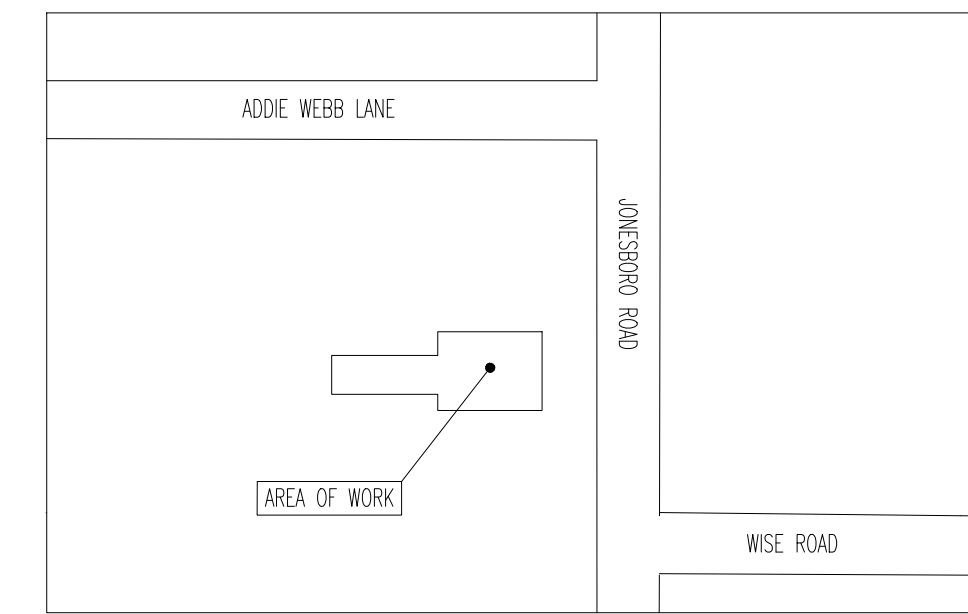 ADDIE WEBB LANE
JONESBORO ROAD
AREA OF WORK
WISE ROAD